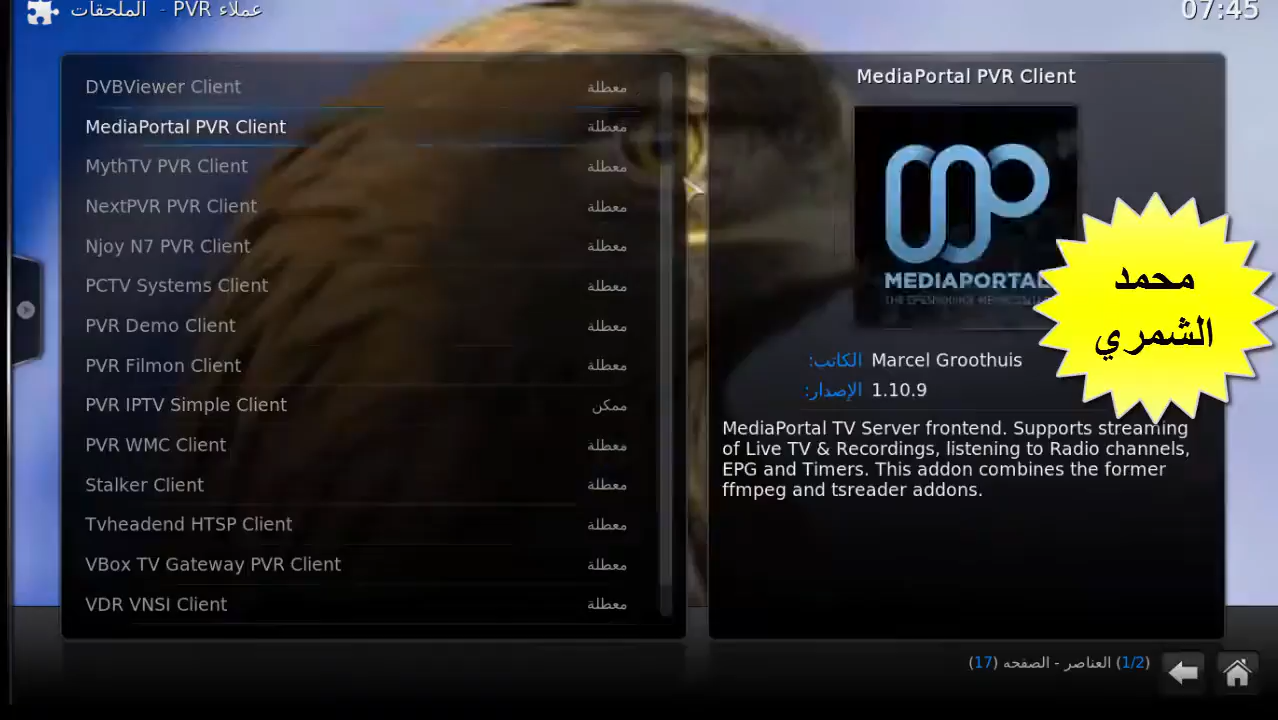 الملحقات - PVR عملاء
07:45
DVBViewer Client معطلة
MediaPortal PVR Client معطلة
MythTV PVR Client معطلة
NextPVR PVR Client معطلة
Njoy N7 PVR Client معطلة
PCTV Systems Client معطلة
PVR Demo Client معطلة
PVR Filmon Client معطلة
PVR IPTV Simple Client ممكن
PVR WMC Client معطلة
Stalker Client معطلة
Tvheadend HTSP Client معطلة
VBox TV Gateway PVR Client معطلة
VDR VNSI Client معطلة
MediaPortal PVR Client
MEDIAPORTAL
محمد
الشمري
الكاتب: Marcel Groothuis
الإصدار: 1.10.9
MediaPortal TV Server frontend. Supports streaming
of Live TV & Recordings, listening to Radio channels,
EPG and Timers. This addon combines the former
ffmpeg and tsreader addons.
(17) العناصر - الصفحه (1/2)